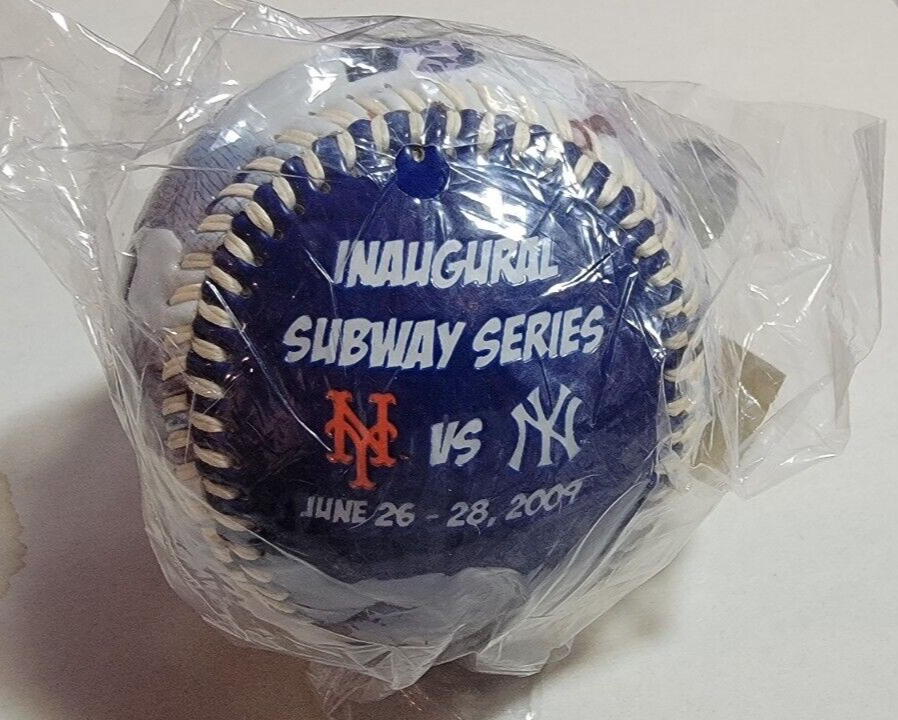 INAUGURAL
SUBWAY SERIES
NY VS NY
JUNE 26 - 28, 2009